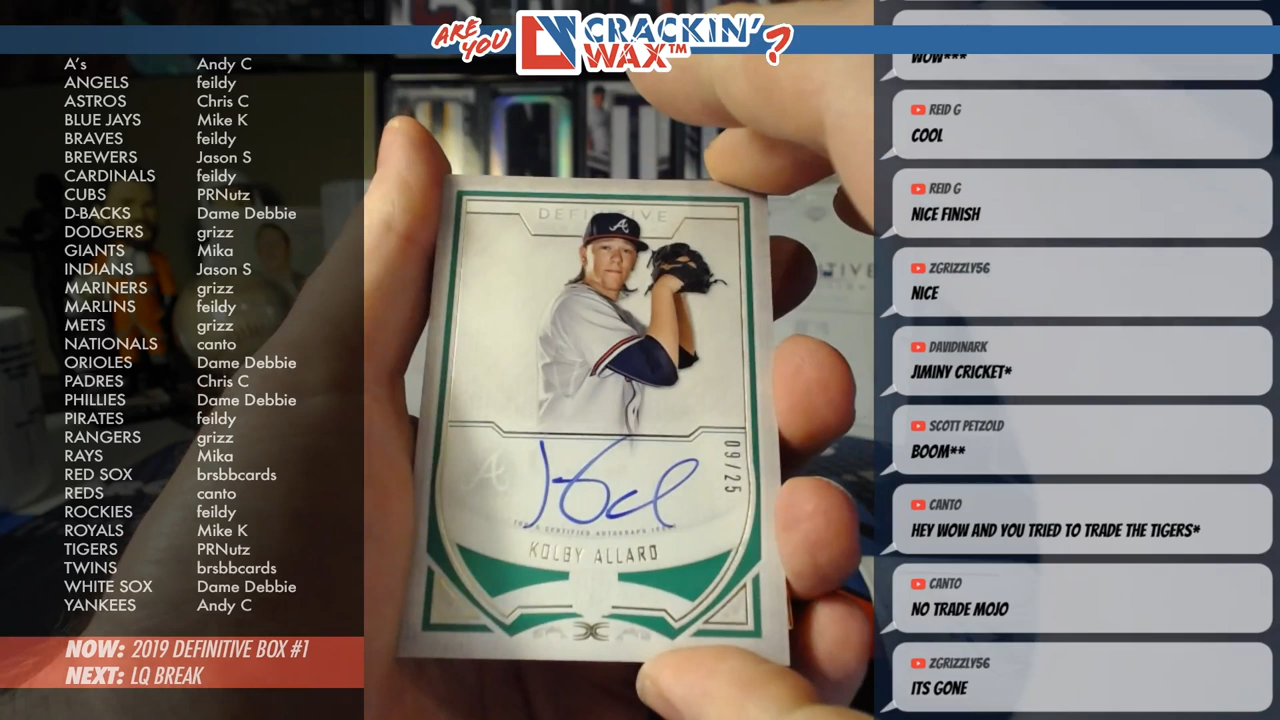 ARE YOU CRACKIN' WAX™ ?
A's Andy C
ANGELS feildy
ASTROS Chris C
BLUE JAYS Mike K
BRAVES feildy
BREWERS Jason S
CARDINALS feildy
CUBS PRNutz
D-BACKS Dame Debbie
DODGERS grizz
GIANTS Mika
INDIANS Jason S
MARINERS grizz
MARLINS feildy
METS grizz
NATIONALS canto
ORIOLES Dame Debbie
PADRES Chris C
PHILLIES Dame Debbie
PIRATES feildy
RANGERS grizz
RAYS Mika
RED SOX brsbbcards
REDS canto
ROCKIES feildy
ROYALS Mike K
TIGERS PRNutz
TWINS brsbbcards
WHITE SOX Dame Debbie
YANKEES Andy C
NOW: 2019 DEFINITIVE BOX #1
NEXT: LQ BREAK
DEFINITIVE
A
09/25
TOPPS CERTIFIED AUTOGRAPH ISSUE
KOLBY ALLARD
WOW***
REID G
COOL
REID G
NICE FINISH
ZGRIZZLY56
NICE
DAVIDINARK
JIMINY CRICKET*
SCOTT PETZOLD
BOOM**
CANTO
HEY WOW AND YOU TRIED TO TRADE THE TIGERS*
CANTO
NO TRADE MOJO
ZGRIZZLY56
ITS GONE